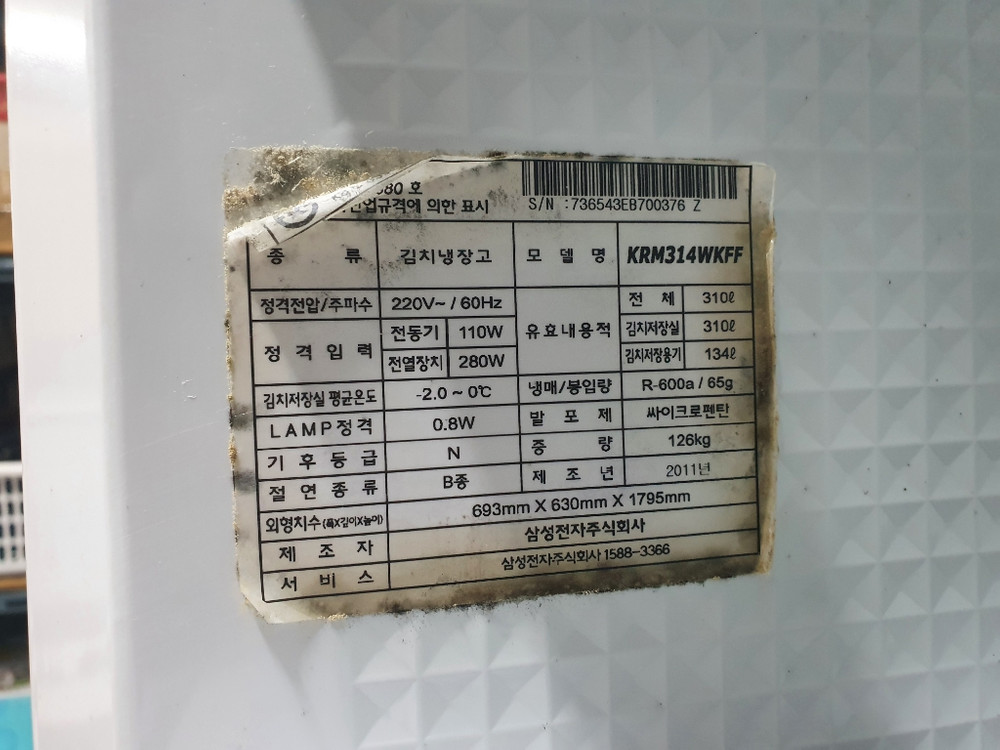 80 호
산업규격에 의한 표시
S/N :736543EB700376 Z
종 류 김치냉장고 모 델 명 KRM314WKFF
정격전압/주파수 220V~ / 60Hz 유효내용적 전 체 310ℓ
정 격 입 력 전동기 110W 김치저장실 310ℓ
전열장치 280W 김치저장용기 134ℓ
김치저장실 평균온도 -2.0 ~ 0℃ 냉매/봉입량 R-600a / 65g
LAMP정격 0.8W 발 포 제 싸이크로펜탄
기 후 등 급 N 중 량 126kg
절 연 종 류 B종 제 조 년 2011년
외형치수(폭X깊이X높이) 693mm X 630mm X 1795mm
제 조 자 삼성전자주식회사
서 비 스 삼성전자주식회사 1588-3366